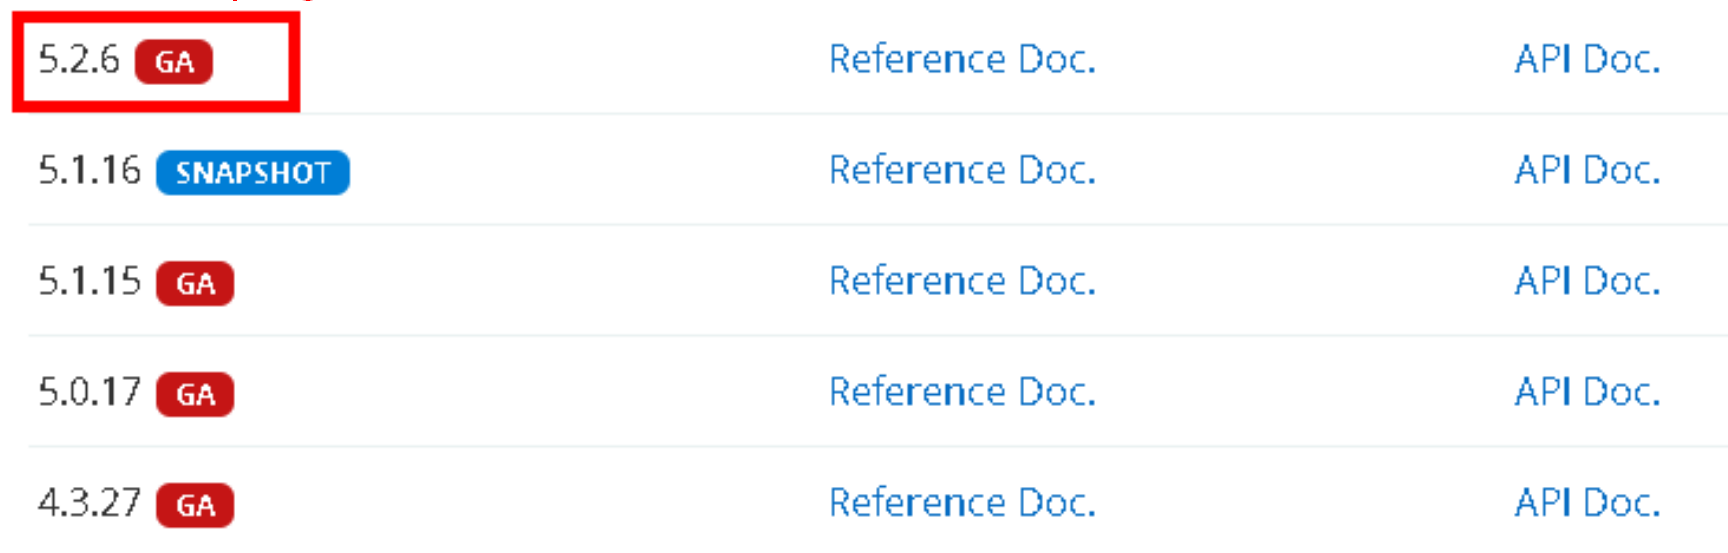 5.2.6 GA Reference Doc. API Doc.
5.1.16 SNAPSHOT Reference Doc. API Doc.
5.1.15 GA Reference Doc. API Doc.
5.0.17 GA Reference Doc. API Doc.
4.3.27 GA Reference Doc. API Doc.